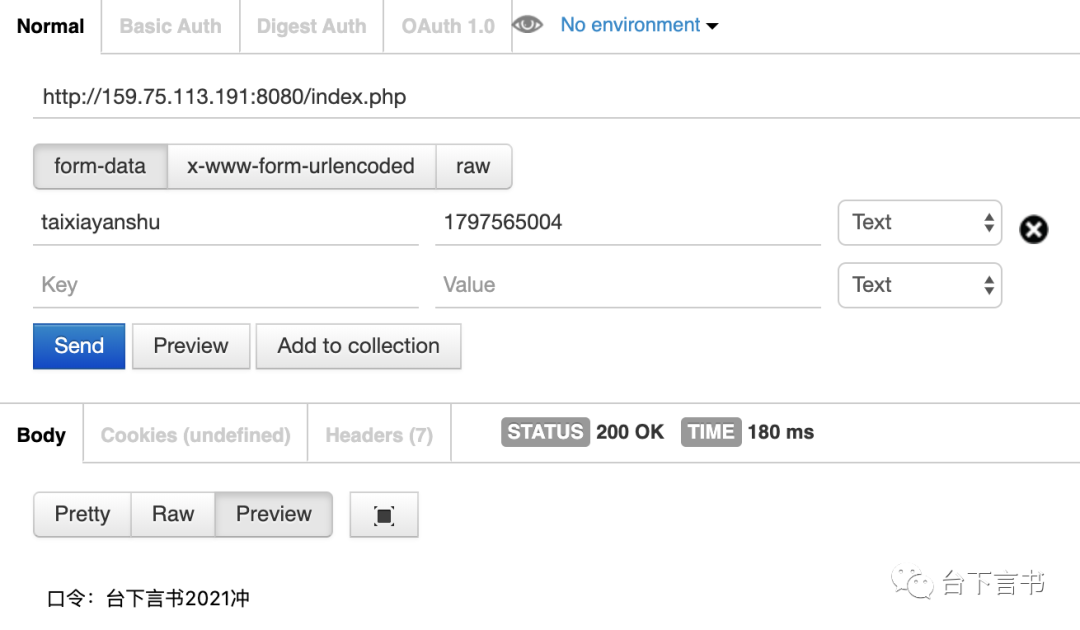 Normal Basic Auth Digest Auth OAuth 1.0 No environment
http://159.75.113.191:8080/index.php
form-data x-www-form-urlencoded raw
taixiayanshu 1797565004 Text
Key Value Text
Send Preview Add to collection
Body Cookies (undefined) Headers (7) STATUS 200 OK TIME 180 ms
Pretty Raw Preview
台下言书
口令：台下言书2021冲